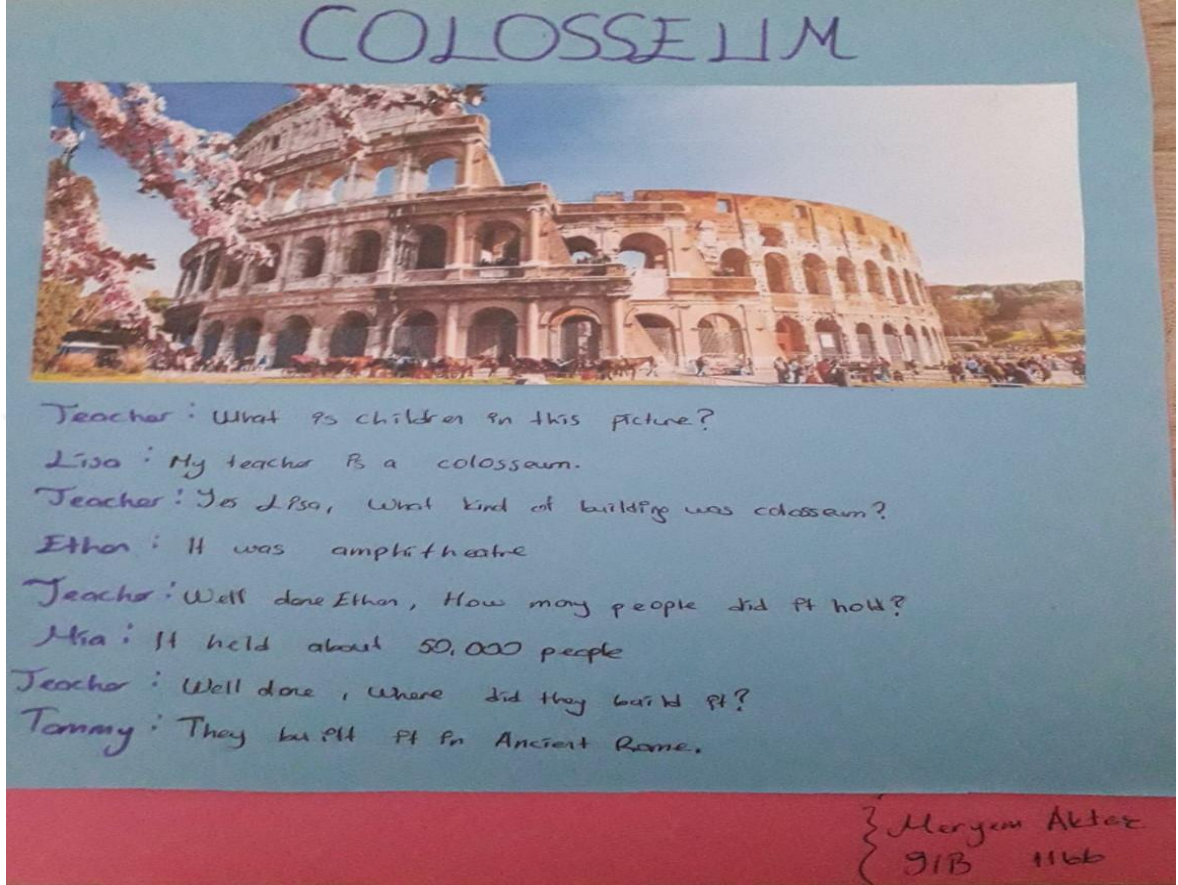 COLOSSEUM
Teacher : What is children in this picture?
Lisa : My teacher is a colosseum.
Teacher : Yes Lisa, what kind of building was colosseum?
Ethan : It was amphitheatre
Teacher : Well done Ethan, How many people did it hold?
Mia : It held about 50,000 people
Teacher : Well done , where did they build it?
Tommy : They built it in Ancient Rome.
Meryem
9/B 1166